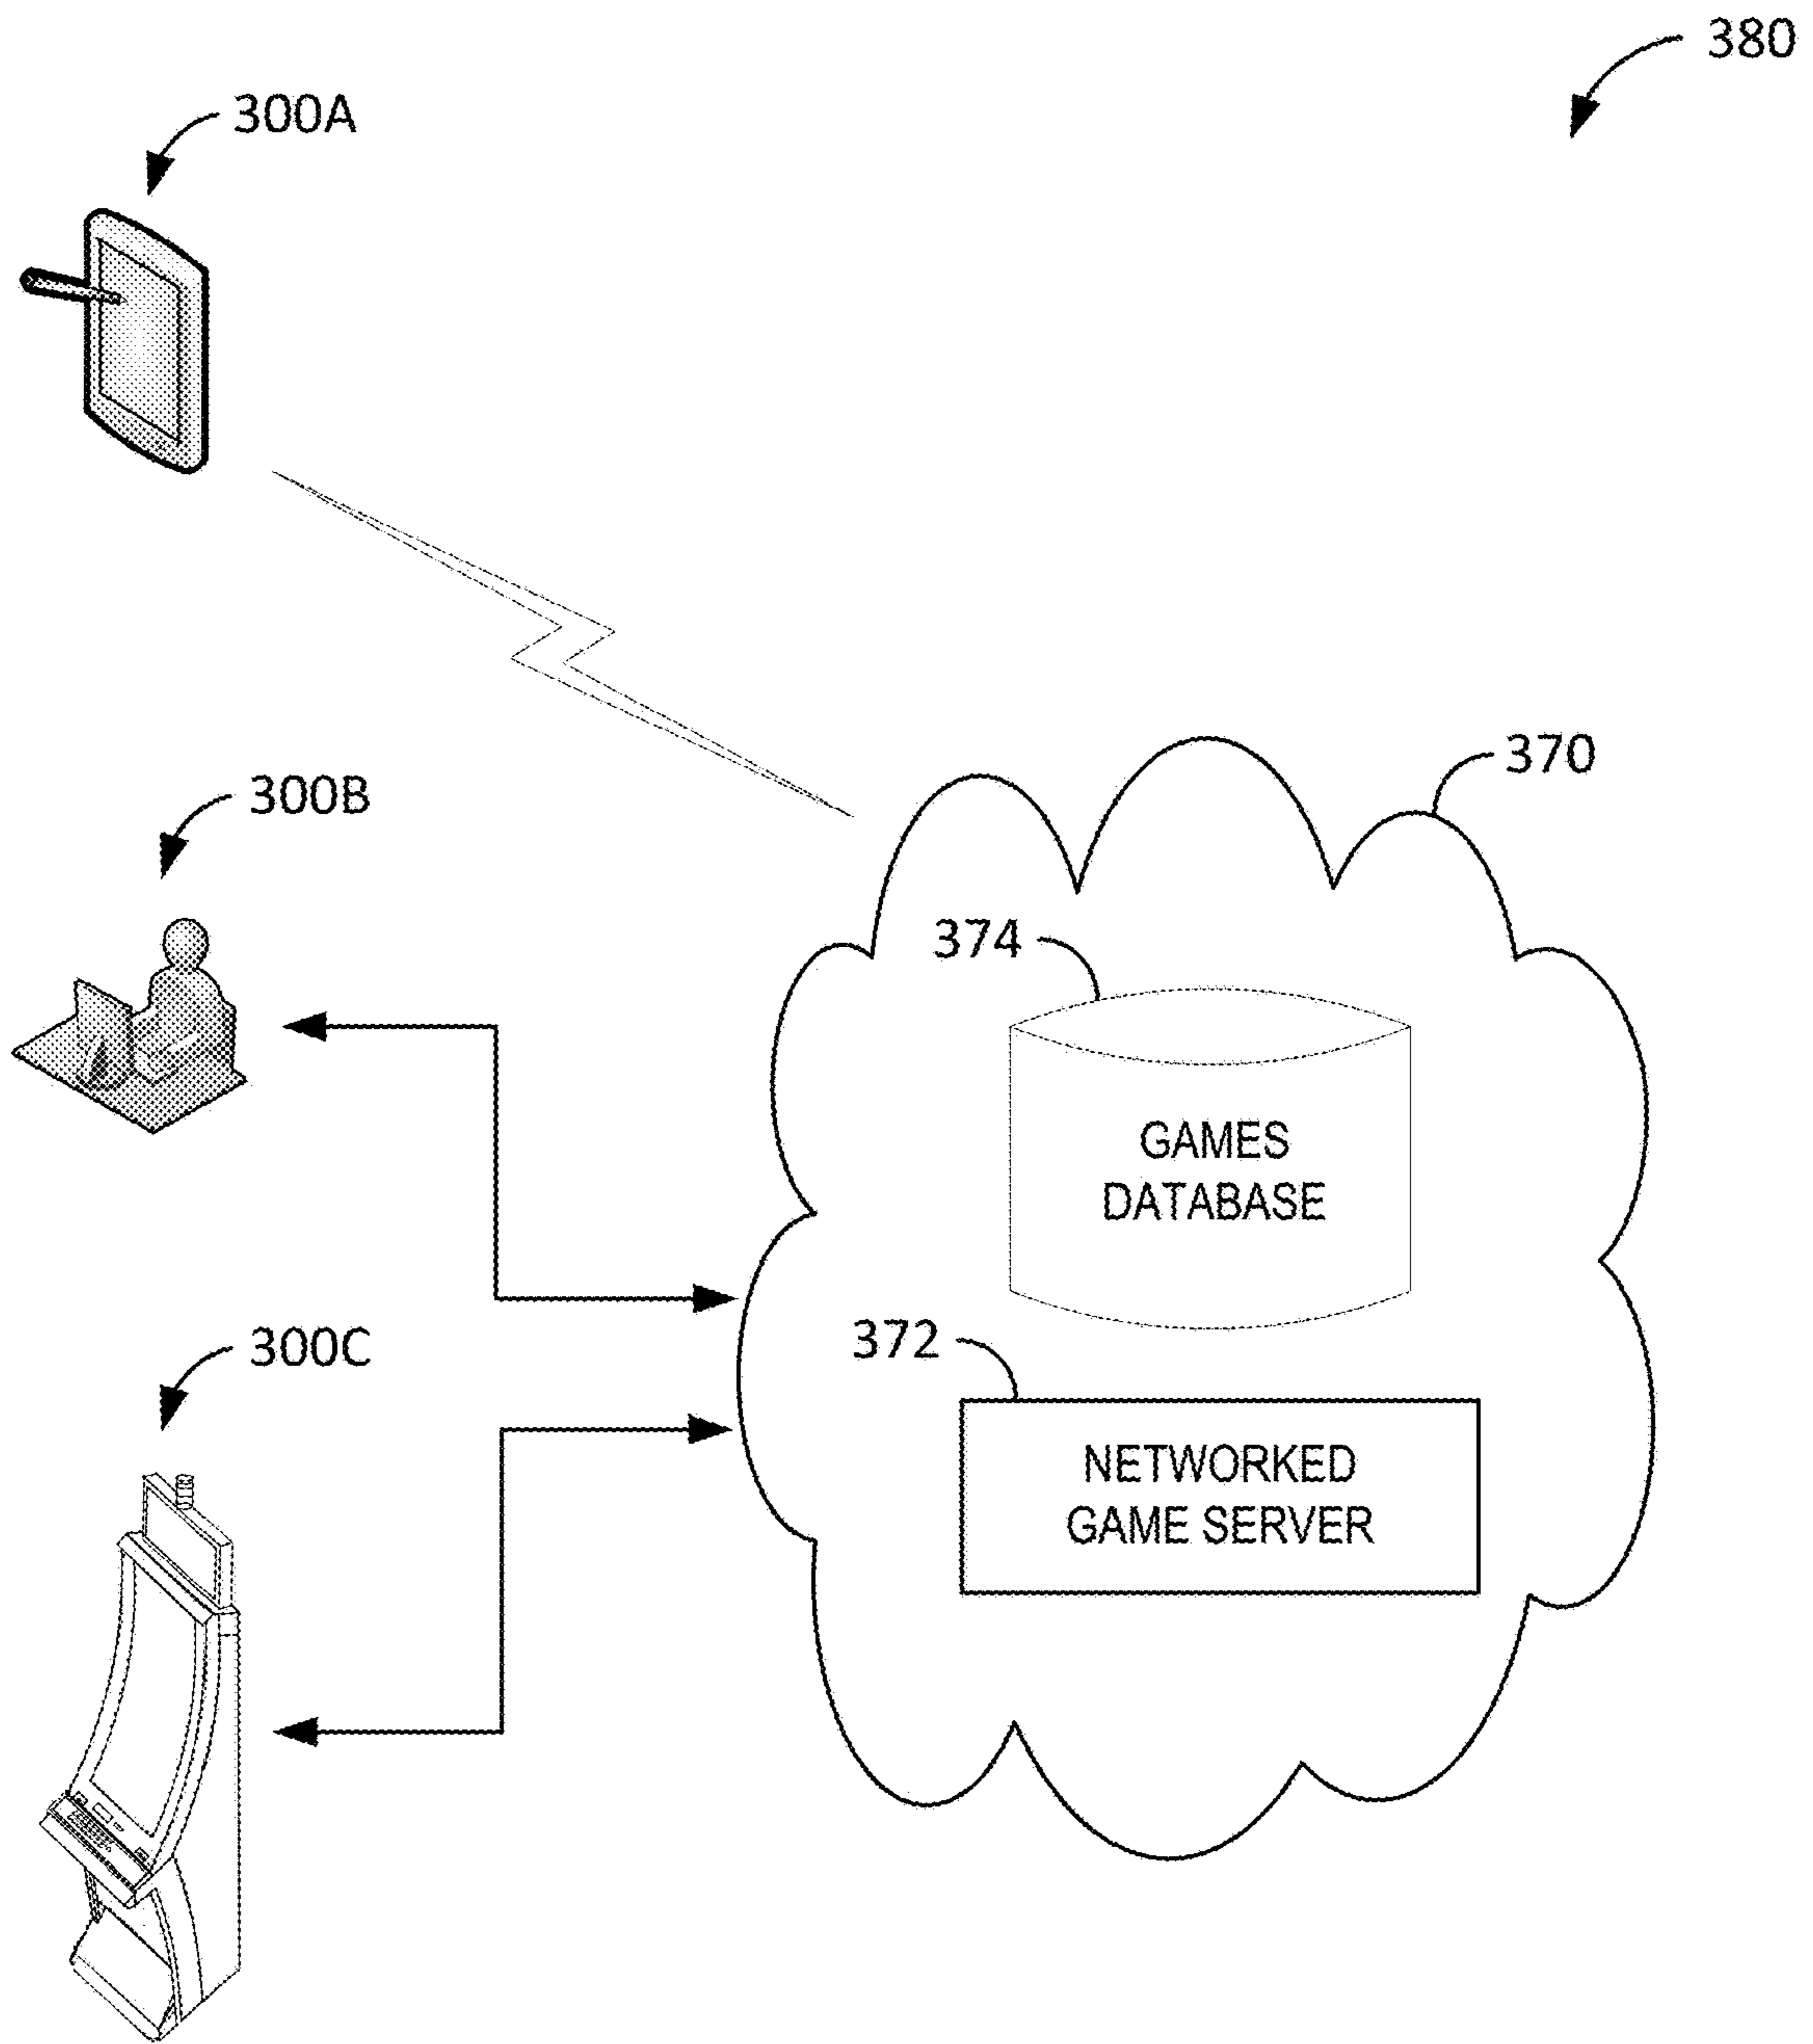 380
300A
300B
370
374
GAMES
DATABASE
300C
372
NETWORKED
GAME SERVER